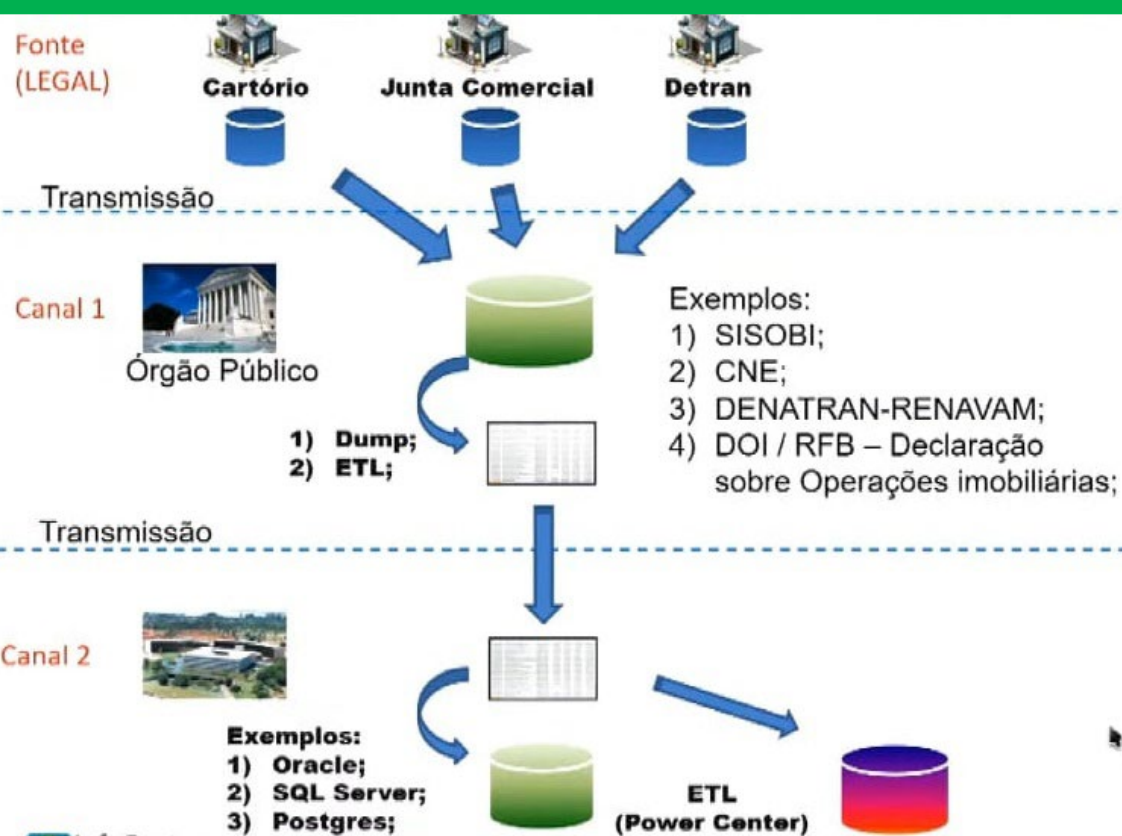 Fonte
(LEGAL)
Cartório
Junta Comercial
Detran
Transmissão
Canal 1
Órgão Público
1) Dump;
2) ETL;
Exemplos:
1) SISOBI;
2) CNE;
3) DENATRAN-RENAVAM;
4) DOI / RFB – Declaração
sobre Operações imobiliárias;
Transmissão
Canal 2
Exemplos:
1) Oracle;
2) SQL Server;
3) Postgres;
ETL
(Power Center)